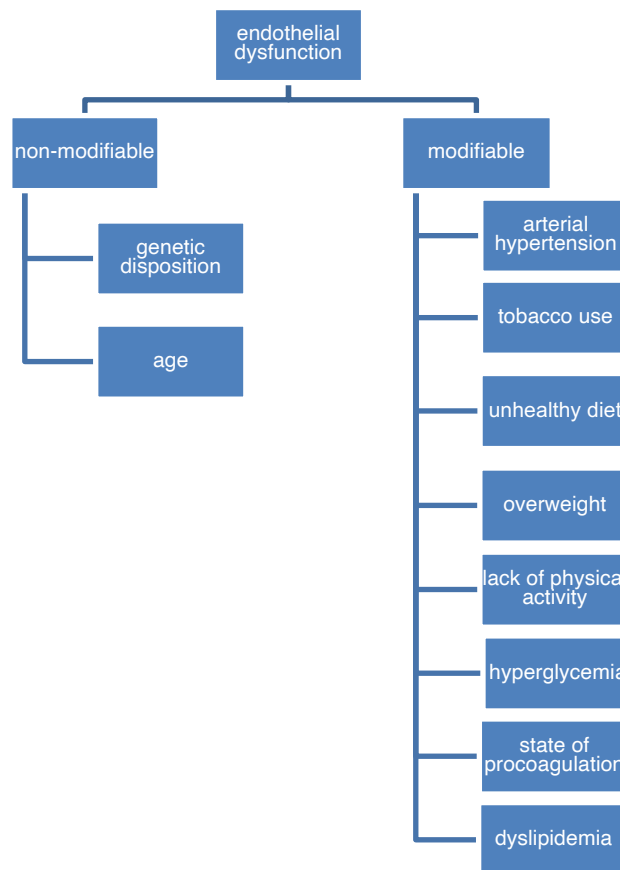 endothelial
dysfunction
non-modifiable
genetic
disposition
age
modifiable
arterial
hypertension
tobacco use
unhealthy diet
overweight
lack of physical
activity
hyperglycemia
state of
procoagulation
dyslipidemia